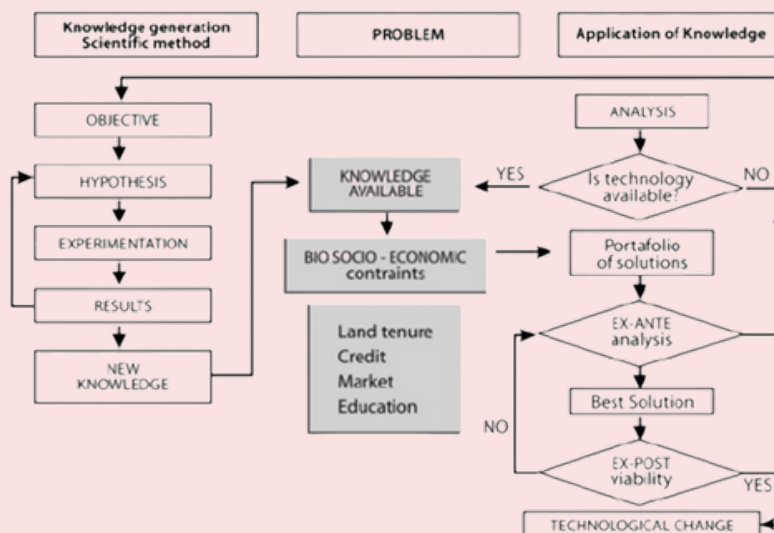 Knowledge generation
Scientific method
PROBLEM
Application of Knowledge
OBJECTIVE
HYPOTHESIS
EXPERIMENTATION
RESULTS
NEW
KNOWLEDGE
KNOWLEDGE
AVAILABLE
BIO SOCIO - ECONOMIC
contraints
Land tenure
Credit
Market
Education
ANALYSIS
Is technology
available?
YES
NO
Portafolio
of solutions
EX-ANTE
analysis
Best Solution
NO
EX-POST
viability
YES
TECHNOLOGICAL CHANGE